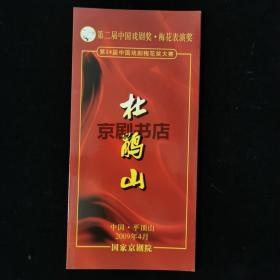 第二届中国戏剧奖·梅花表演奖
第24届中国戏剧梅花奖大赛
杜鹃山
京剧书店
中国·平顶山
2009年4月
国家京剧院